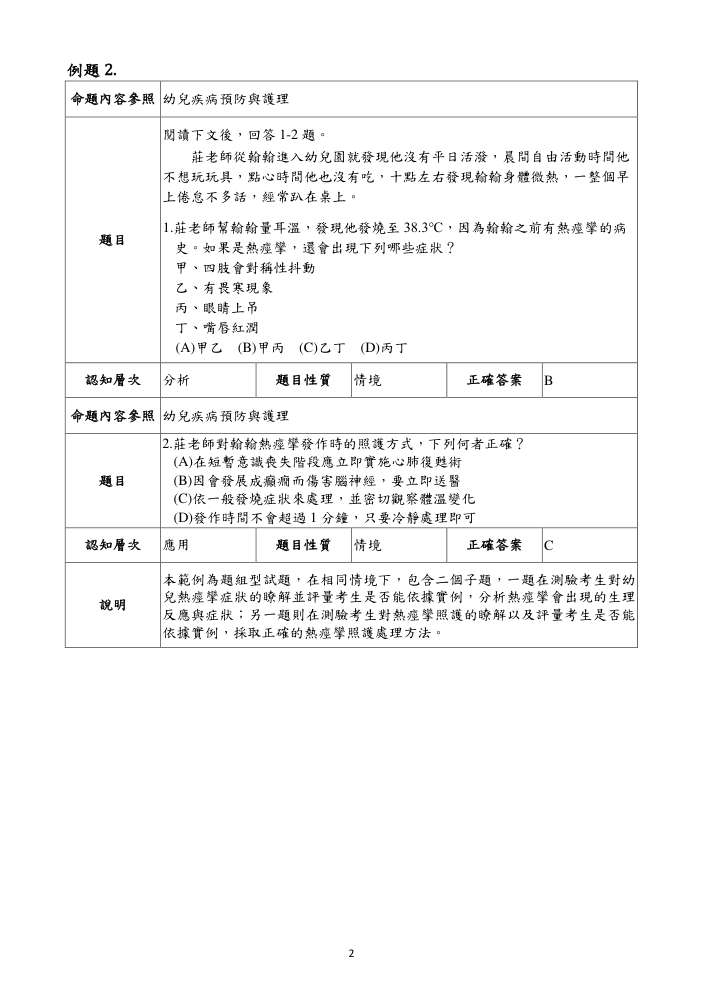 例題 2.
命題內容參照 幼兒疾病預防與護理
題目
閱讀下文後，回答 1-2 題。
莊老師從翰翰進入幼兒園就發現他沒有平日活潑，晨間自由活動時間他
不想玩玩具，點心時間他也沒有吃，十點左右發現翰翰身體微熱，一整個早
上倦怠不多話，經常趴在桌上。
1.莊老師幫翰翰量耳溫，發現他發燒至 38.3℃，因為翰翰之前有熱痙攣的病
史。如果是熱痙攣，還會出現下列哪些症狀？
甲、四肢會對稱性抖動
乙、有畏寒現象
丙、眼睛上吊
丁、嘴唇紅潤
(A)甲乙 (B)甲丙 (C)乙丁 (D)丙丁
認知層次 分析 題目性質 情境 正確答案 B
命題內容參照 幼兒疾病預防與護理
題目
2.莊老師對翰翰熱痙攣發作時的照護方式，下列何者正確？
(A)在短暫意識喪失階段應立即實施心肺復甦術
(B)因會發展成癲癇而傷害腦神經，要立即送醫
(C)依一般發燒症狀來處理，並密切觀察體溫變化
(D)發作時間不會超過 1 分鐘，只要冷靜處理即可
認知層次 應用 題目性質 情境 正確答案 C
說明
本範例為題組型試題，在相同情境下，包含二個子題，一題在測驗考生對幼
兒熱痙攣症狀的瞭解並評量考生是否能依據實例，分析熱痙攣會出現的生理
反應與症狀；另一題則在測驗考生對熱痙攣照護的瞭解以及評量考生是否能
依據實例，採取正確的熱痙攣照護處理方法。
2